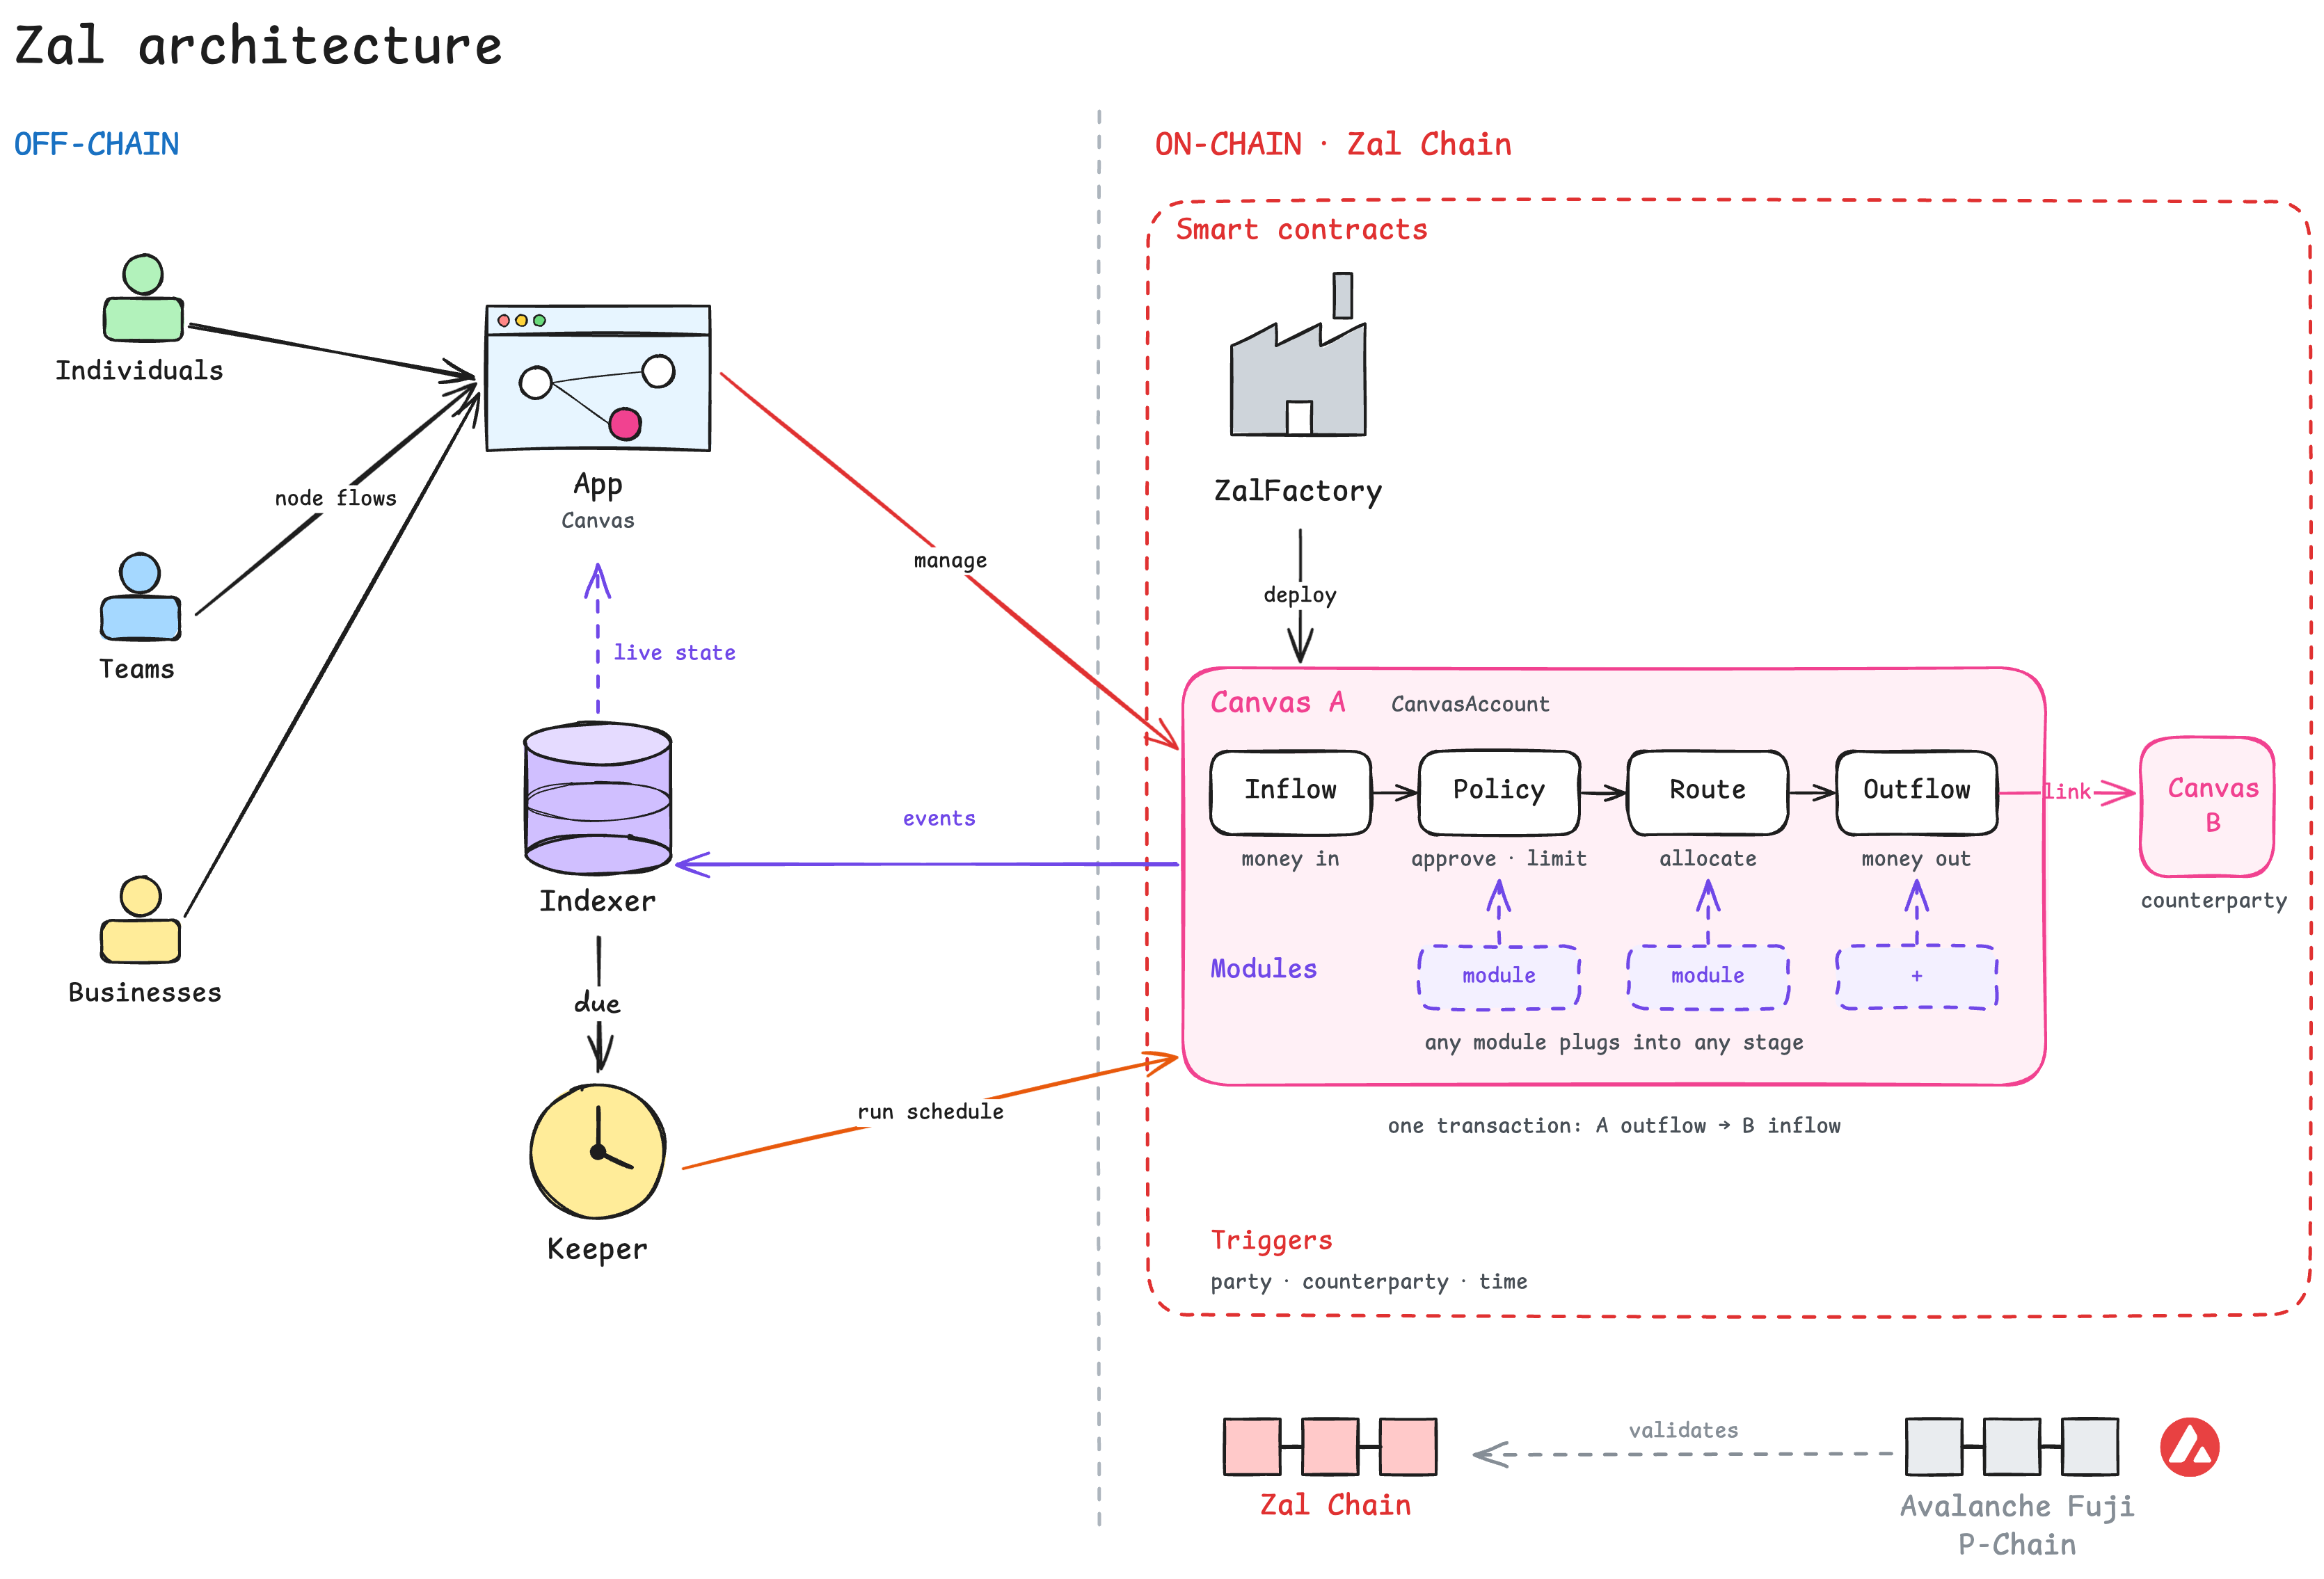 Zal architecture
OFF-CHAIN
ON-CHAIN · Zal Chain
Smart contracts
Individuals
node flows
Teams
Businesses
App
Canvas
live state
manage
Indexer
events
due
Keeper
run schedule
ZalFactory
deploy
Canvas A CanvasAccount
Inflow
Policy
Route
Outflow
link
Canvas
B
money in
approve · limit
allocate
money out
counterparty
Modules
module
module
+
any module plugs into any stage
one transaction: A outflow → B inflow
Triggers
party · counterparty · time
validates
Zal Chain
Avalanche Fuji
P-Chain